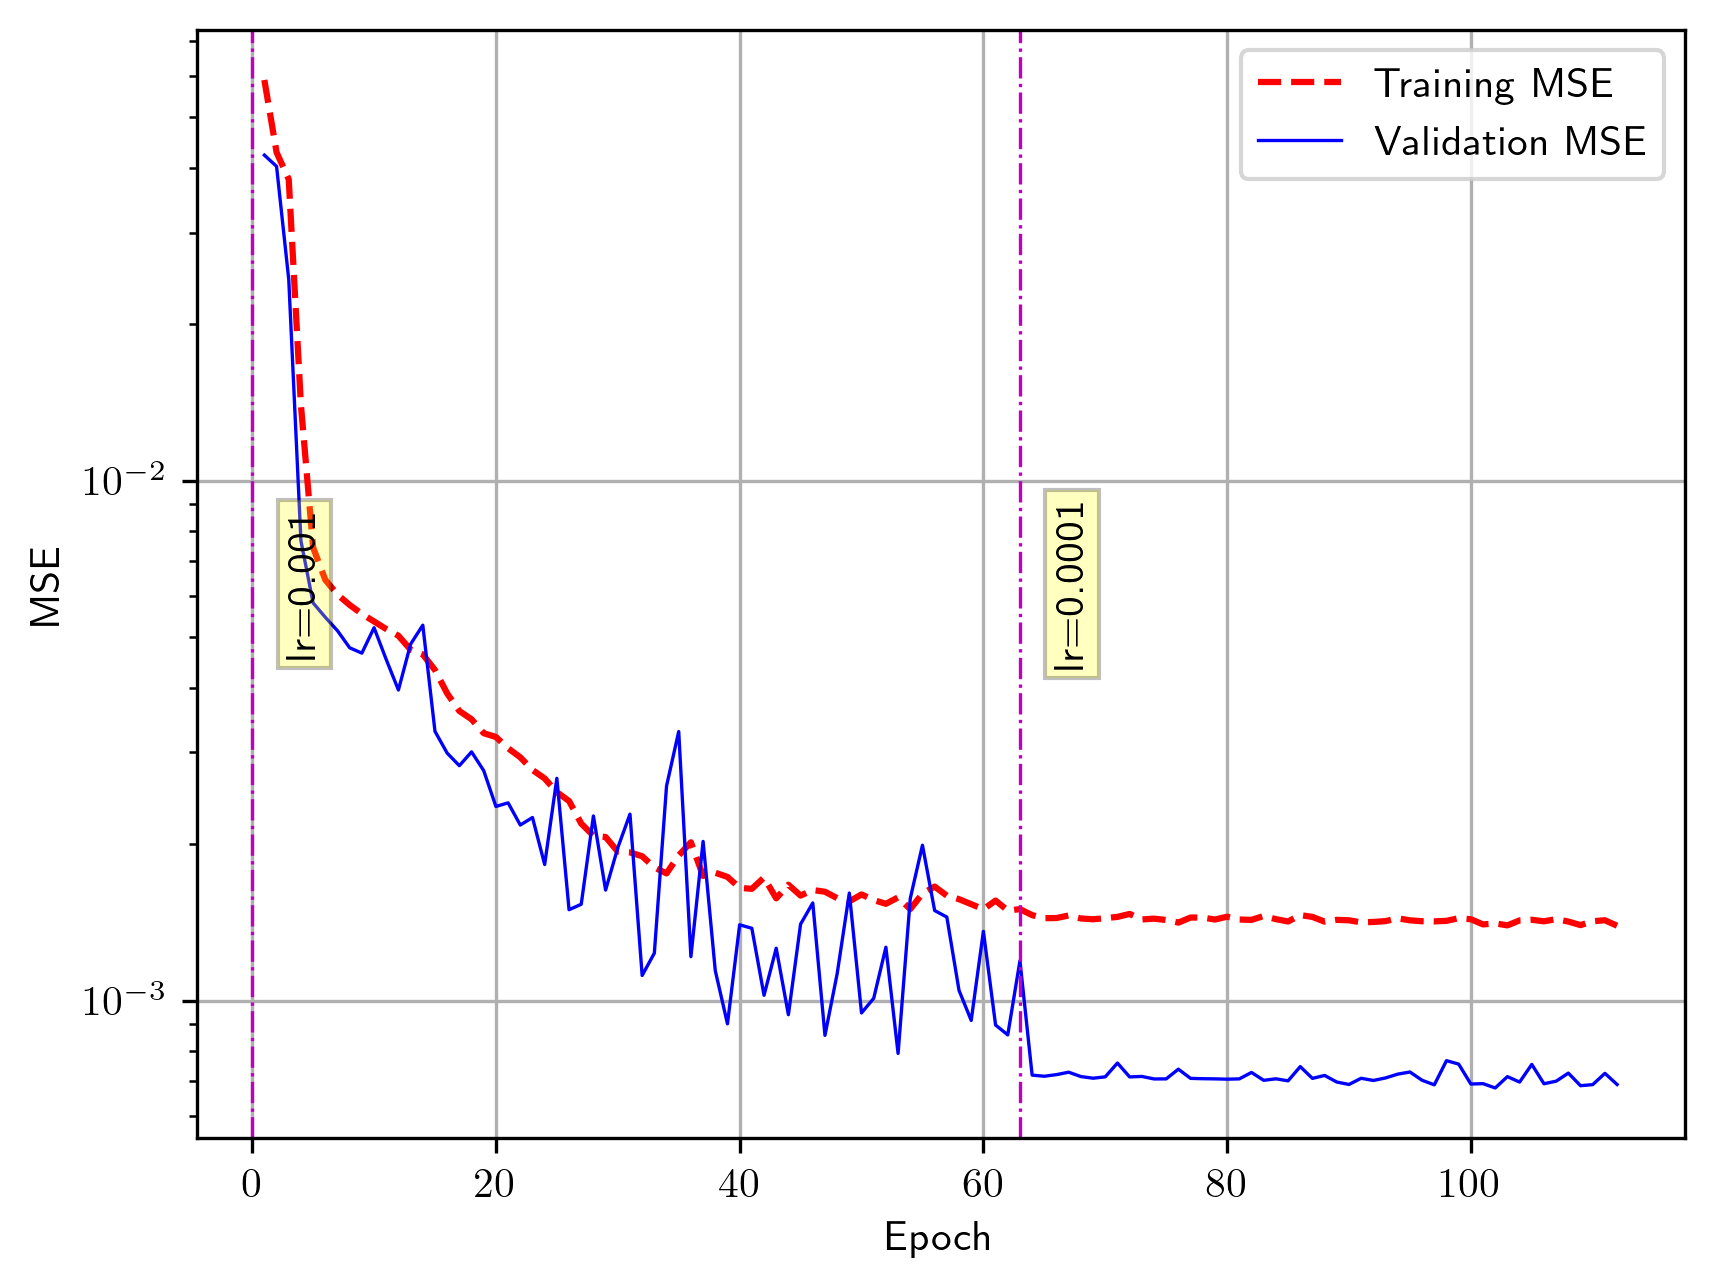 Training MSE
Validation MSE
10⁻²
10⁻³
MSE
lr=0.001
lr=0.0001
0 20 40 60 80 100
Epoch